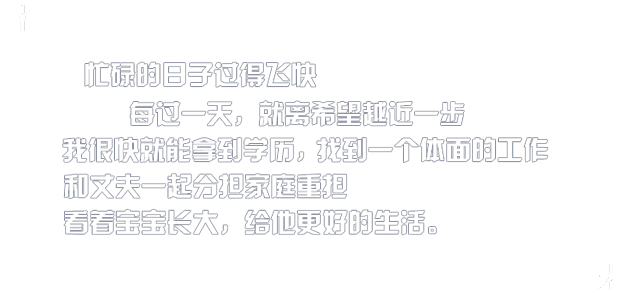 忙碌的日子过得飞快
每过一天，就离希望越近一步
我很快就能拿到学历，找到一个体面的工作
和丈夫一起分担家庭重担
看着宝宝长大，给他更好的生活。